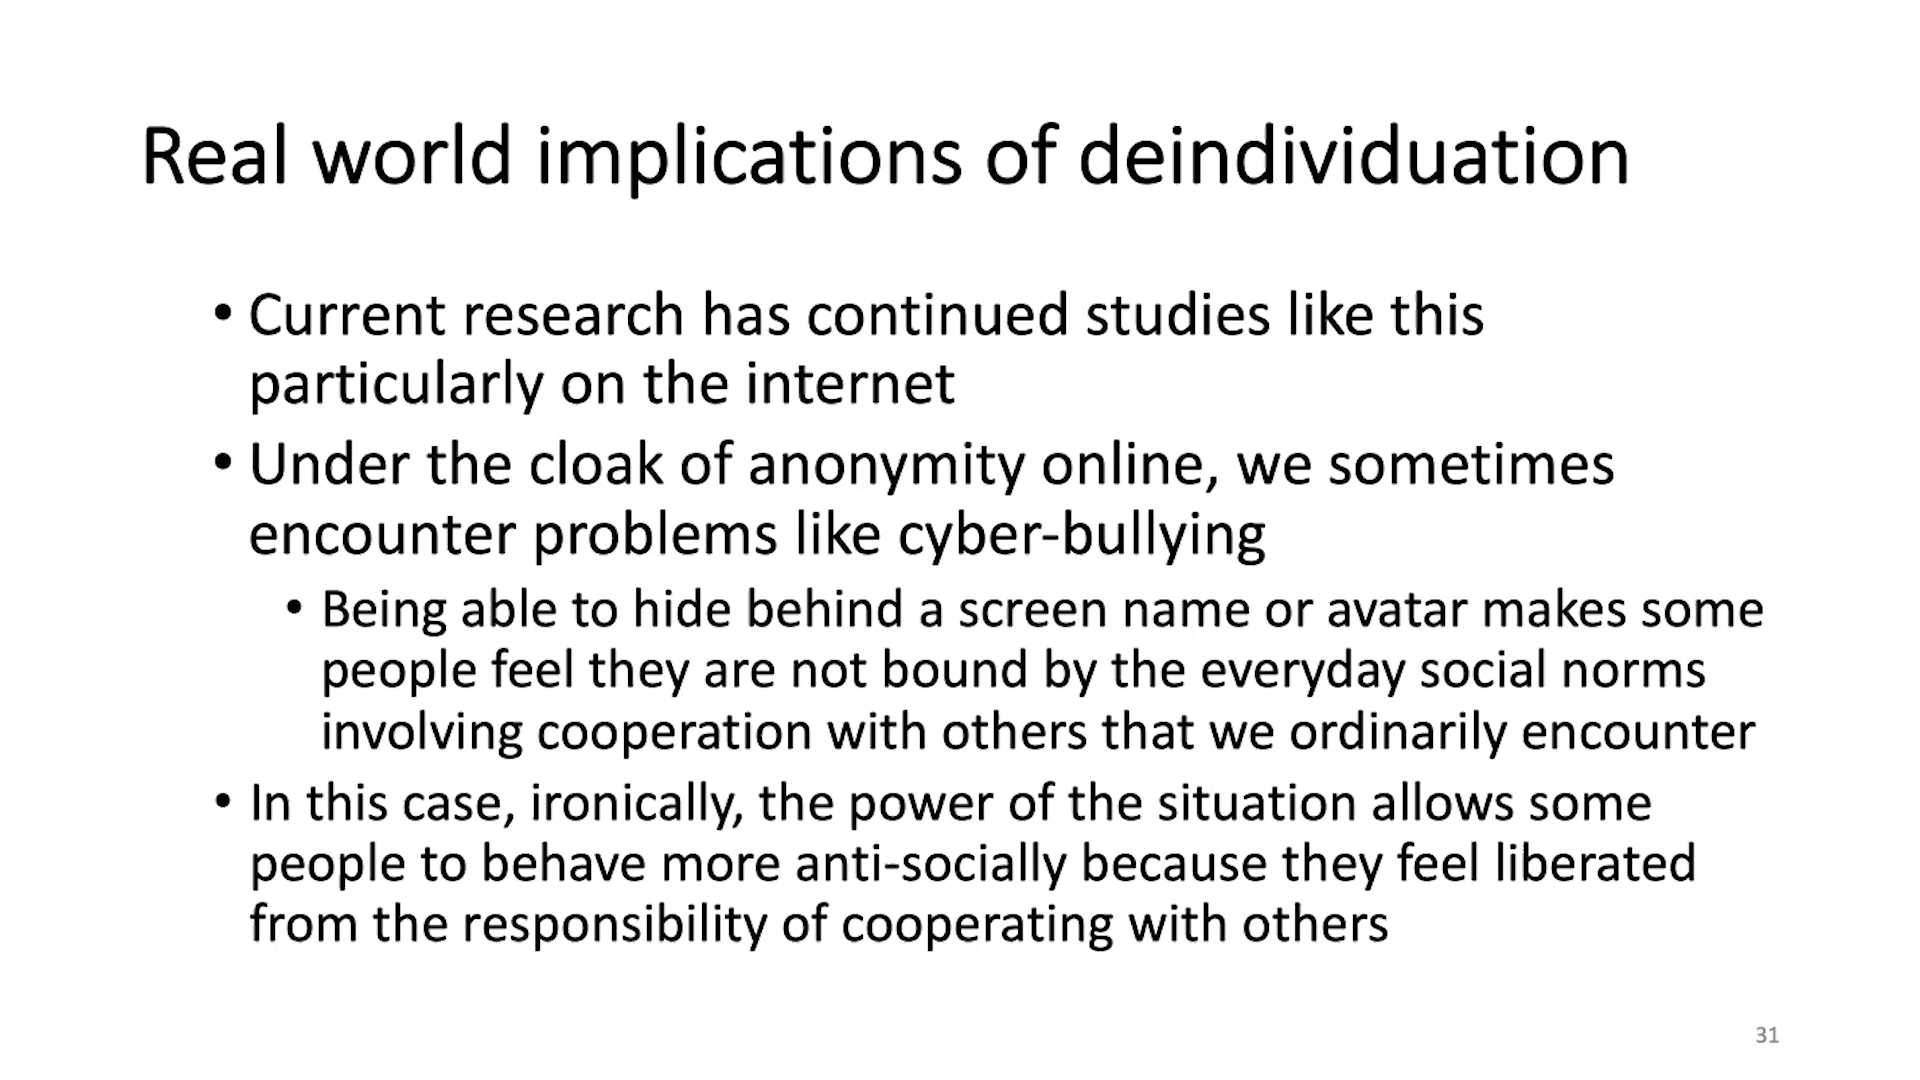 Real world implications of deindividuation
• Current research has continued studies like this
particularly on the internet
• Under the cloak of anonymity online, we sometimes
encounter problems like cyber-bullying
• Being able to hide behind a screen name or avatar makes some
people feel they are not bound by the everyday social norms
involving cooperation with others that we ordinarily encounter
• In this case, ironically, the power of the situation allows some
people to behave more anti-socially because they feel liberated
from the responsibility of cooperating with others
31